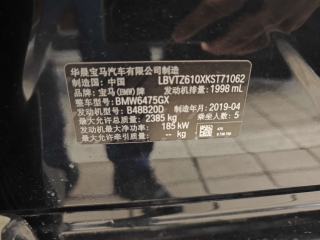 华晨宝马汽车有限公司制造
制造国：中国 LBVTZ610XKST71062
品牌：宝马(BMW)牌 发动机排量：1998 mL
整车型号：BMW6475GX
发动机型号：B48B20D 制造年月：2019-04
最大允许总质量：2385 kg 乘坐人数：5
发动机最大净功率：185 kW
最大允许牵引质量：-- kg